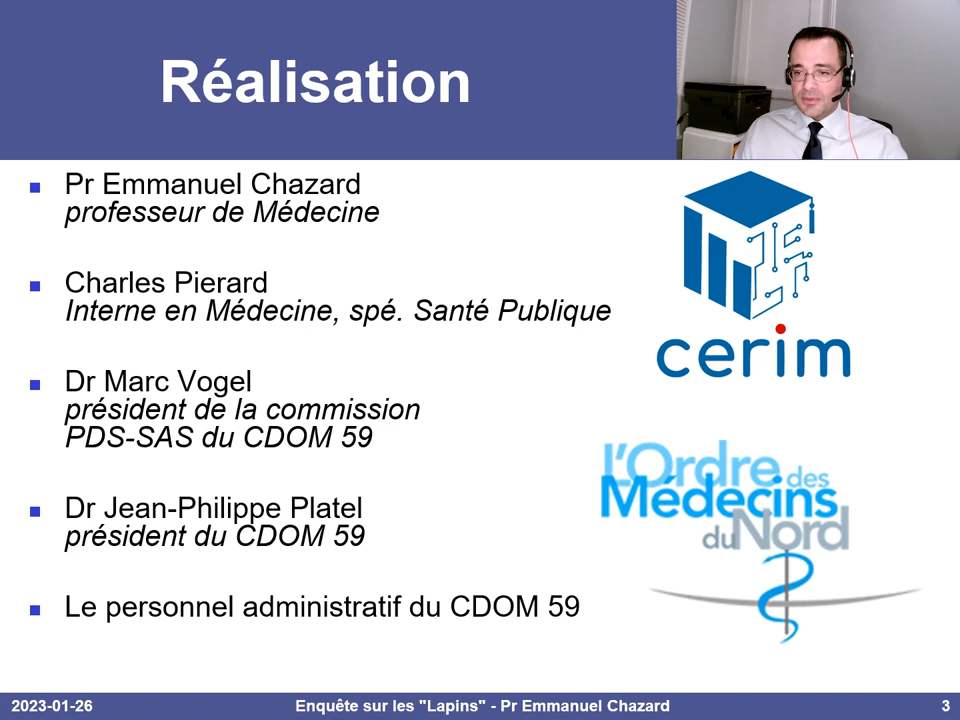 Réalisation
Pr Emmanuel Chazard
professeur de Médecine
Charles Pierard
Interne en Médecine, spé. Santé Publique
Dr Marc Vogel
président de la commission
PDS-SAS du CDOM 59
Dr Jean-Philippe Platel
président du CDOM 59
Le personnel administratif du CDOM 59
cerim
l'Ordre des
Médecins
du Nord
2023-01-26
Enquête sur les "Lapins" - Pr Emmanuel Chazard
3